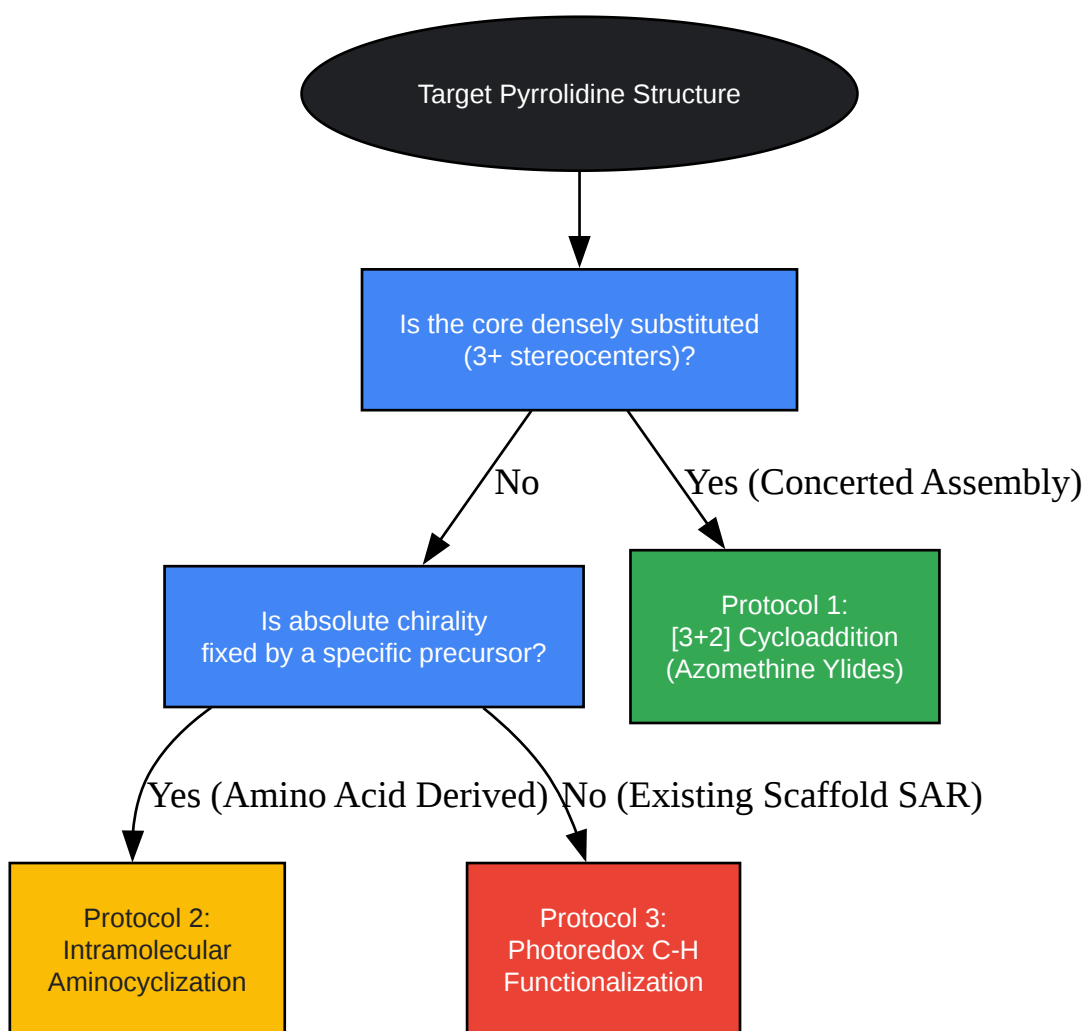 Target Pyrrolidine Structure
Is the core densely substituted
(3+ stereocenters)?
No
Yes (Concerted Assembly)
Is absolute chirality
fixed by a specific precursor?
Protocol 1:
[3+2] Cycloaddition
(Azomethine Ylides)
Yes (Amino Acid Derived)
No (Existing Scaffold SAR)
Protocol 2:
Intramolecular
Aminocyclization
Protocol 3:
Photoredox C-H
Functionalization